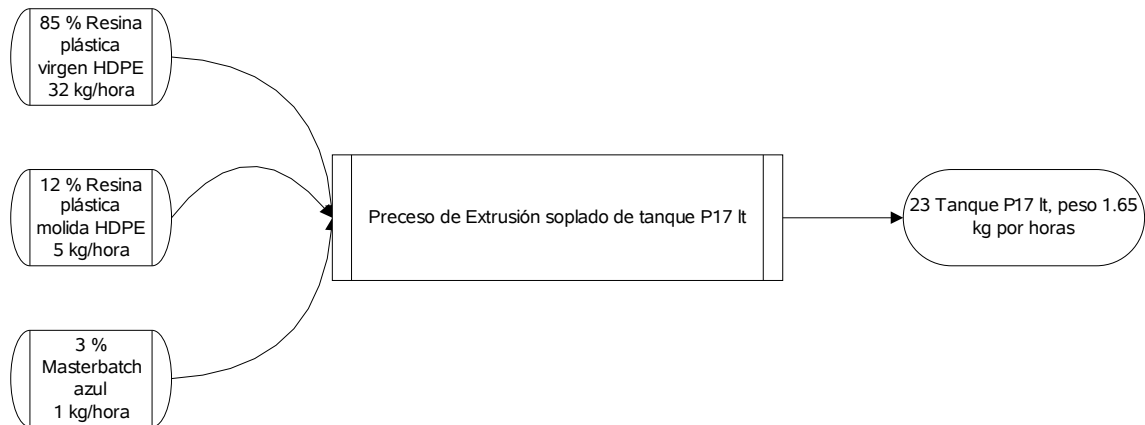 85 % Resina
plástica
virgen HDPE
32 kg/hora
12 % Resina
plástica
molida HDPE
5 kg/hora
3 %
Masterbatch
azul
1 kg/hora
Preceso de Extrusión soplado de tanque P17 lt
23 Tanque P17 lt, peso 1.65
kg por horas